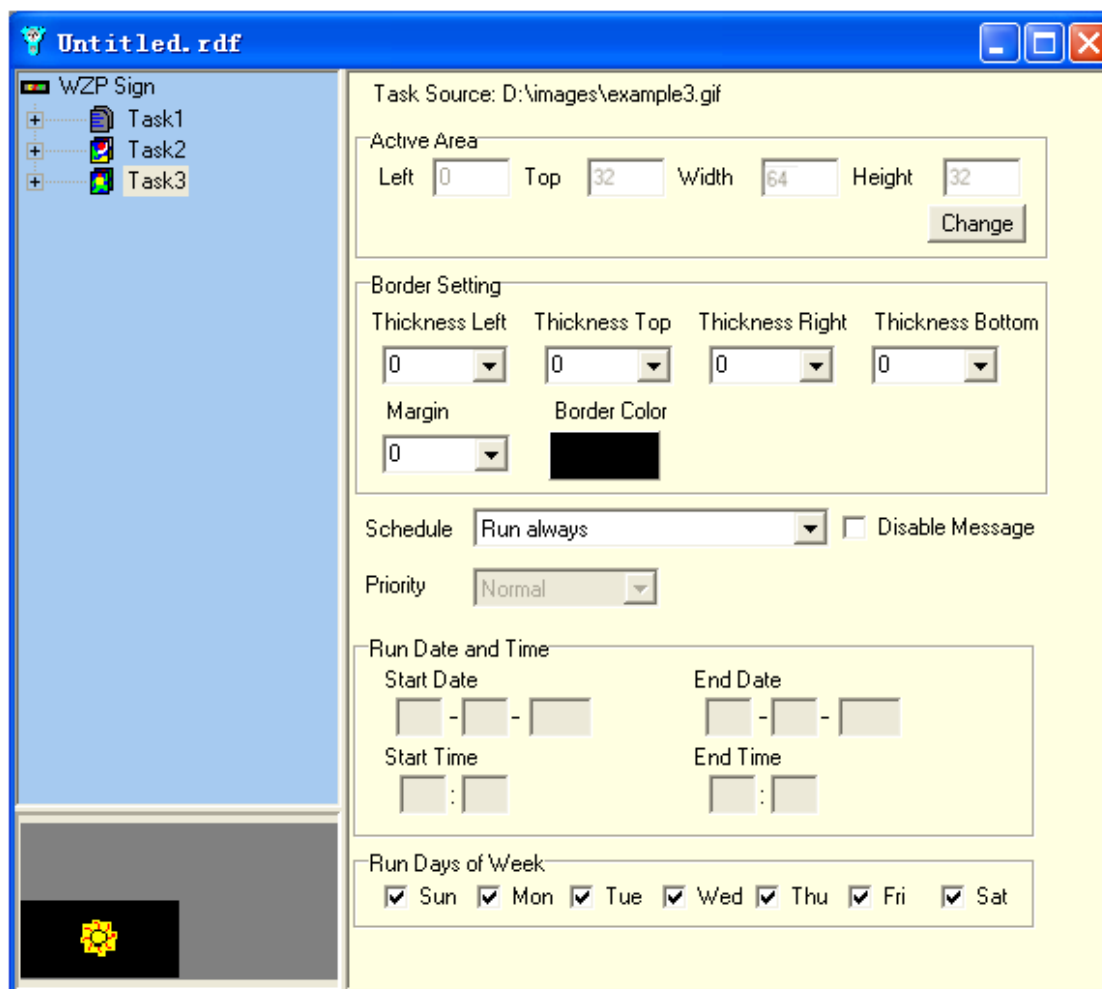 Untitled.rdf
WZP Sign
Task1
Task2
Task3
Task Source: D:\images\example3.gif
Active Area
Left 0 Top 32 Width 64 Height 32
Change
Border Setting
Thickness Left Thickness Top Thickness Right Thickness Bottom
0 0 0 0
Margin Border Color
0
Schedule Run always Disable Message
Priority Normal
Run Date and Time
Start Date End Date
- - - -
Start Time End Time
: :
Run Days of Week
Sun Mon Tue Wed Thu Fri Sat